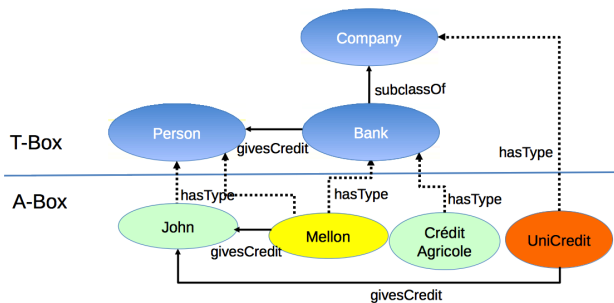 Company
subclassOf
Person
givesCredit
Bank
T-Box
hasType
A-Box
hasType
hasType
hasType
John
givesCredit
Mellon
Crédit
Agricole
UniCredit
givesCredit